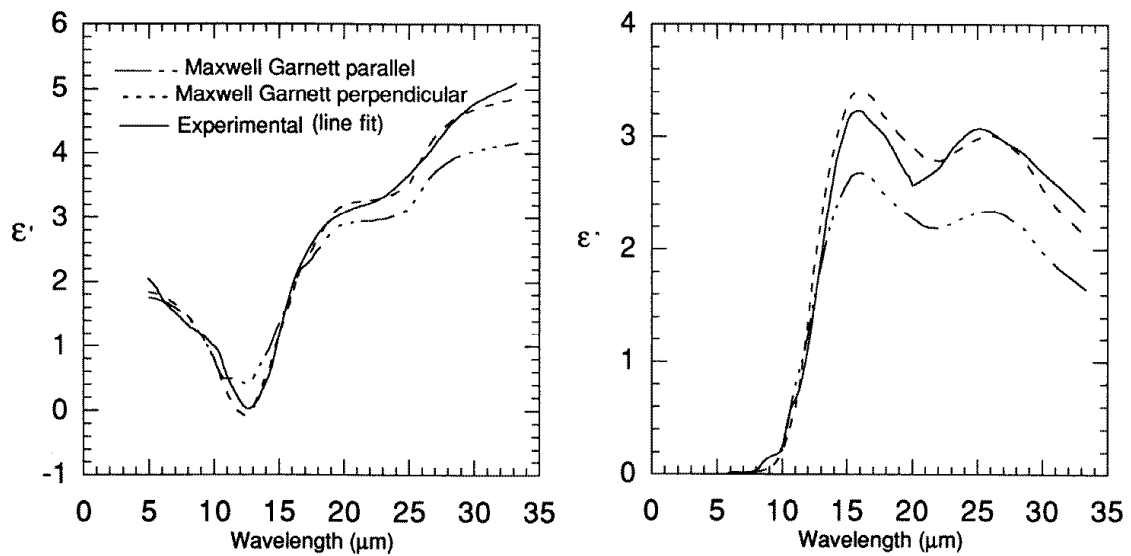 6
5
4
3
2
1
0
-1
ε'
Maxwell Garnett parallel
Maxwell Garnett perpendicular
Experimental (line fit)
0 5 10 15 20 25 30 35
Wavelength (μm)
4
3
2
1
0
ε"
0 5 10 15 20 25 30 35
Wavelength (μm)